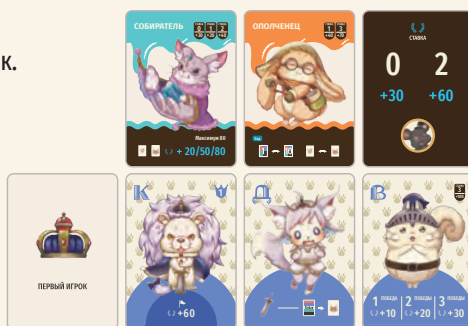 К.
СОБИРАТЕЛЬ
ОПОЛЧЕНЕЦ
СТАВКА
0 2
+30 +60
Максимум 80
+ 20/50/80
ПЕРВЫЙ ИГРОК
К
+60
Д
В
1 ПОБЕДА 2 ПОБЕДЫ 3 ПОБЕДЫ
+10 +20 +30